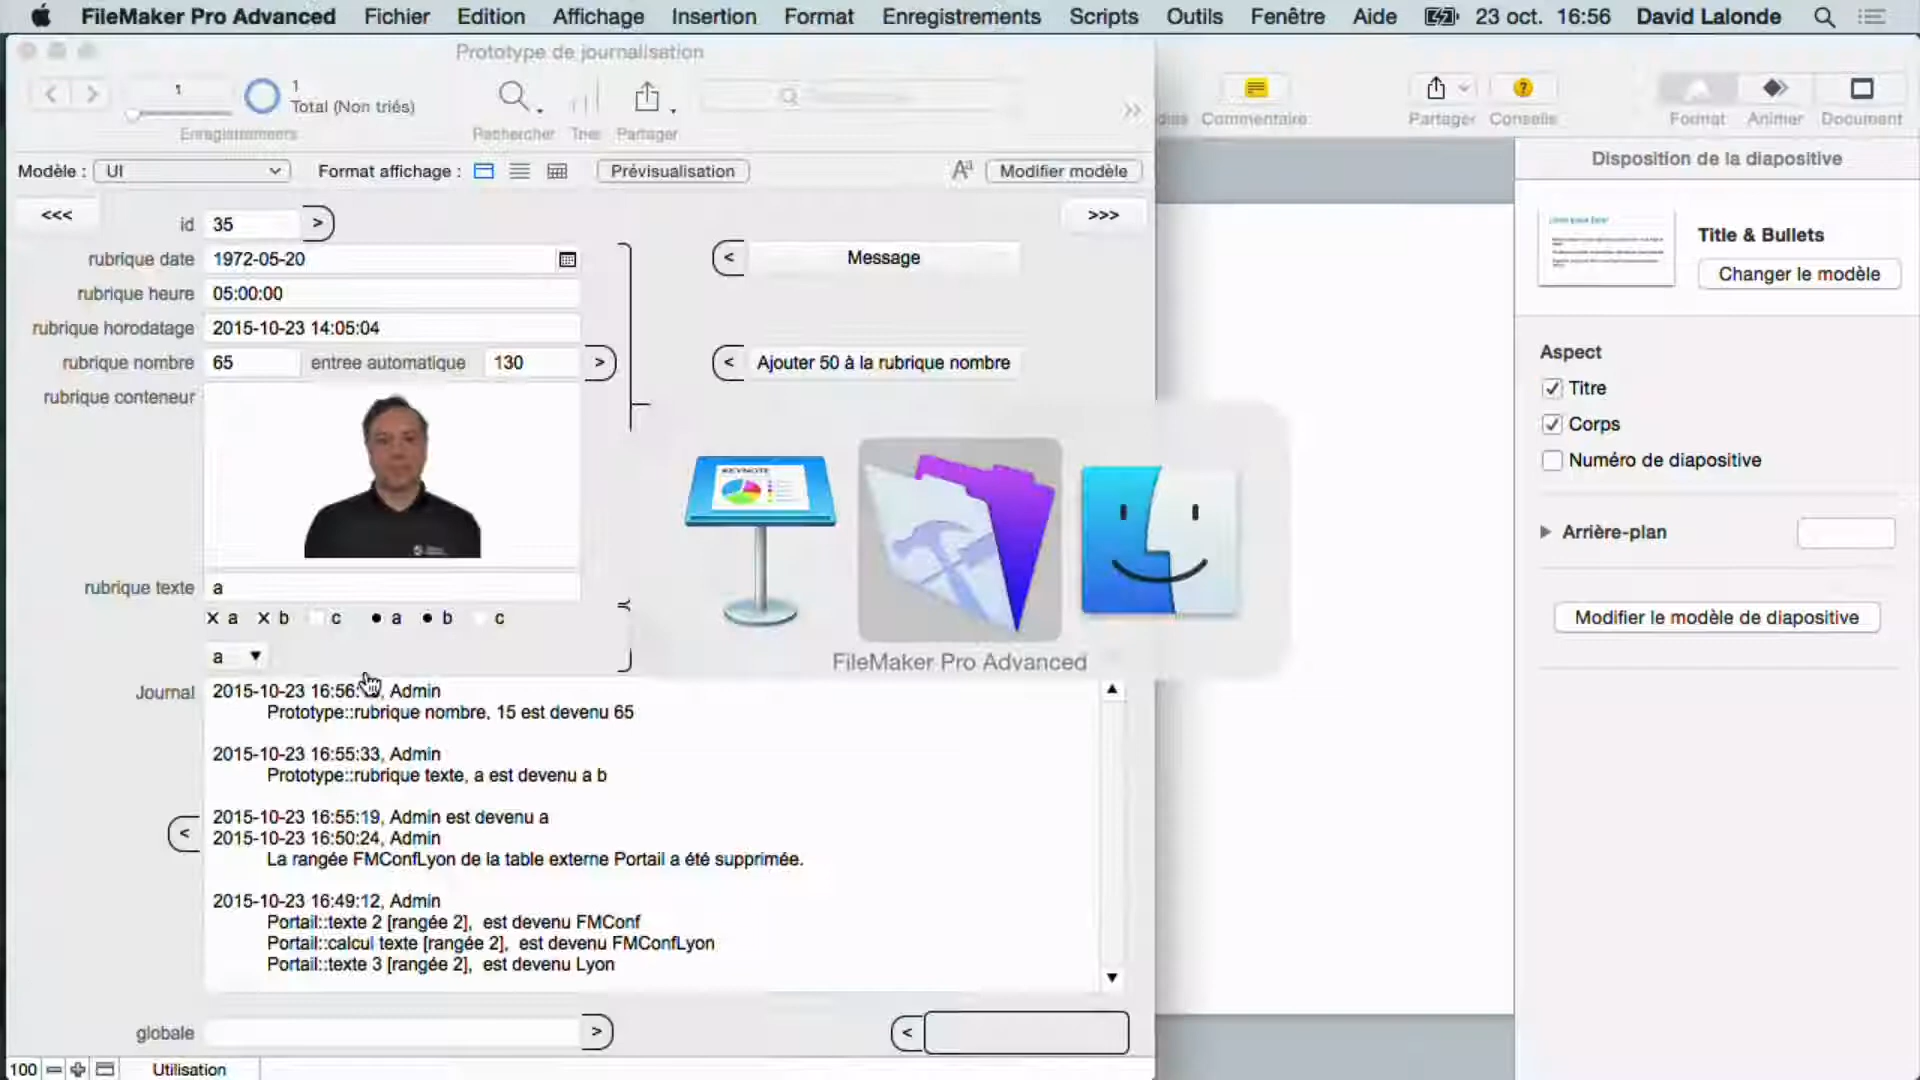 FileMaker Pro Advanced Fichier Edition Affichage Insertion Format Enregistrements Scripts Outils Fenêtre Aide 23 oct. 16:56 David Lalonde
Prototype de journalisation
1
1
Total (Non triés)
Enregistrements
Rechercher
Trier
Partager
Commentaire
Partager
Conseils
Format
Animer
Document
Modèle : UI
Format affichage :
Prévisualisation
Aa
Modifier modèle
Disposition de la diapositive
<<<
>>>
id 35 >
rubrique date 1972-05-20
< Message
Title & Bullets
Changer le modèle
rubrique heure 05:00:00
rubrique horodatage 2015-10-23 14:05:04
rubrique nombre 65 entree automatique 130 >
< Ajouter 50 à la rubrique nombre
Aspect
Titre
Corps
Numéro de diapositive
rubrique conteneur
KEYNOTE
Arrière-plan
rubrique texte a
x a x b c • a • b c
<
Modifier le modèle de diapositive
a
FileMaker Pro Advanced
Journal 2015-10-23 16:56: , Admin
Prototype::rubrique nombre, 15 est devenu 65
2015-10-23 16:55:33, Admin
Prototype::rubrique texte, a est devenu a b
2015-10-23 16:55:19, Admin est devenu a
<
2015-10-23 16:50:24, Admin
La rangée FMConfLyon de la table externe Portail a été supprimée.
2015-10-23 16:49:12, Admin
Portail::texte 2 [rangée 2], est devenu FMConf
Portail::calcul texte [rangée 2], est devenu FMConfLyon
Portail::texte 3 [rangée 2], est devenu Lyon
globale >
<
100
Utilisation